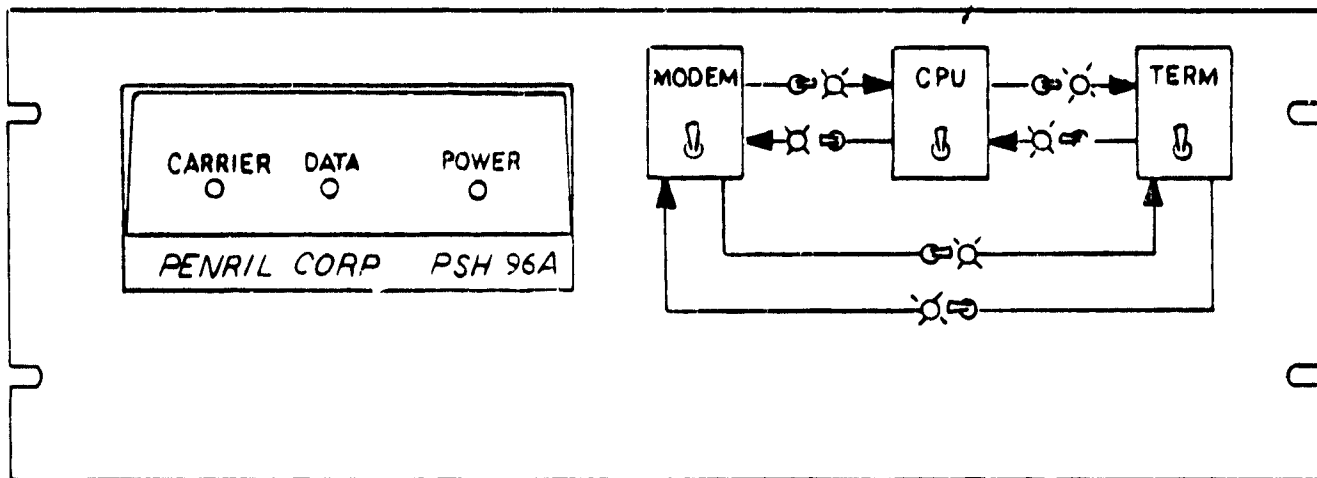 CARRIER DATA POWER
PENRIL CORP PSH 96A
MODEM
CPU
TERM